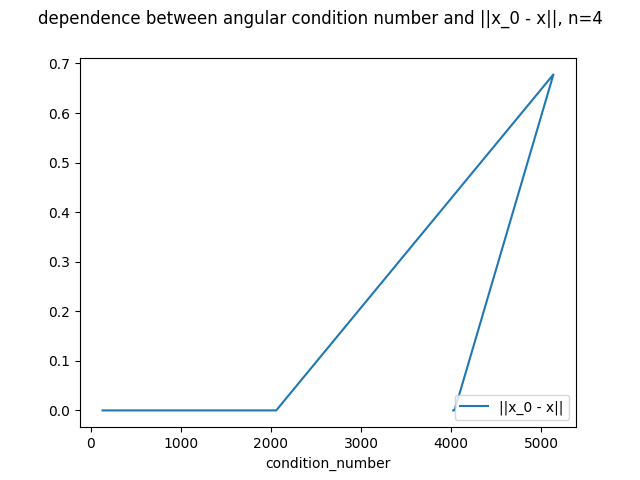 dependence between angular condition number and ||x_0 - x||, n=4
0.7
0.6
0.5
0.4
0.3
0.2
0.1
0.0
||x_0 - x||
0 1000 2000 3000 4000 5000
condition_number